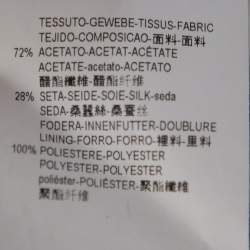 TESSUTO-GEWEBE-TISSUS-FABRIC
TEJIDO-COMPOSICAO-面料-面料
72% ACETATO-ACETAT-ACÉTATE
ACETATE-acetato-ACETATO
醋酯纖維-醋酯纤维
28% SETA-SEIDE-SOIE-SILK-seda
SEDA-桑蠶絲-桑蚕丝
FODERA-INNENFUTTER-DOUBLURE
LINING-FORRO-FORRO-裡料-里料
100% POLIESTERE-POLYESTER
POLYESTER-POLYESTER
poliéster-POLIÉSTER-聚酯纖維
聚酯纤维